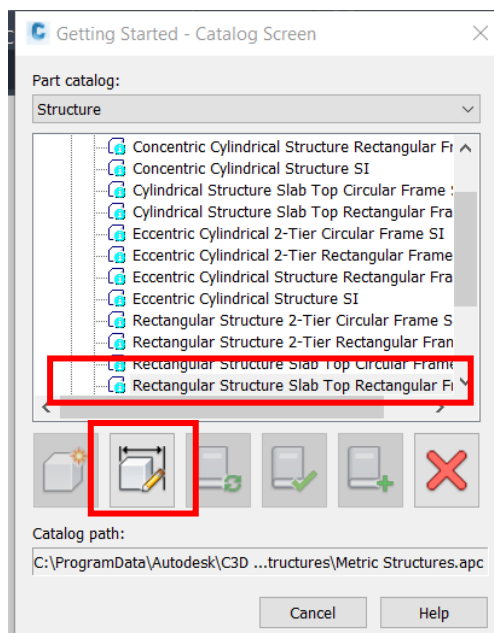 Getting Started - Catalog Screen
Part catalog:
Structure
Concentric Cylindrical Structure Rectangular Fr
Concentric Cylindrical Structure SI
Cylindrical Structure Slab Top Circular Frame
Cylindrical Structure Slab Top Rectangular Fra
Eccentric Cylindrical 2-Tier Circular Frame SI
Eccentric Cylindrical 2-Tier Rectangular Frame
Eccentric Cylindrical Structure Rectangular Fra
Eccentric Cylindrical Structure SI
Rectangular Structure 2-Tier Circular Frame S
Rectangular Structure 2-Tier Rectangular Fran
Rectangular Structure Slab Top Circular Frame
Rectangular Structure Slab Top Rectangular Fr
Catalog path:
C:\ProgramData\Autodesk\C3D ...tructures\Metric Structures.apc
Cancel
Help